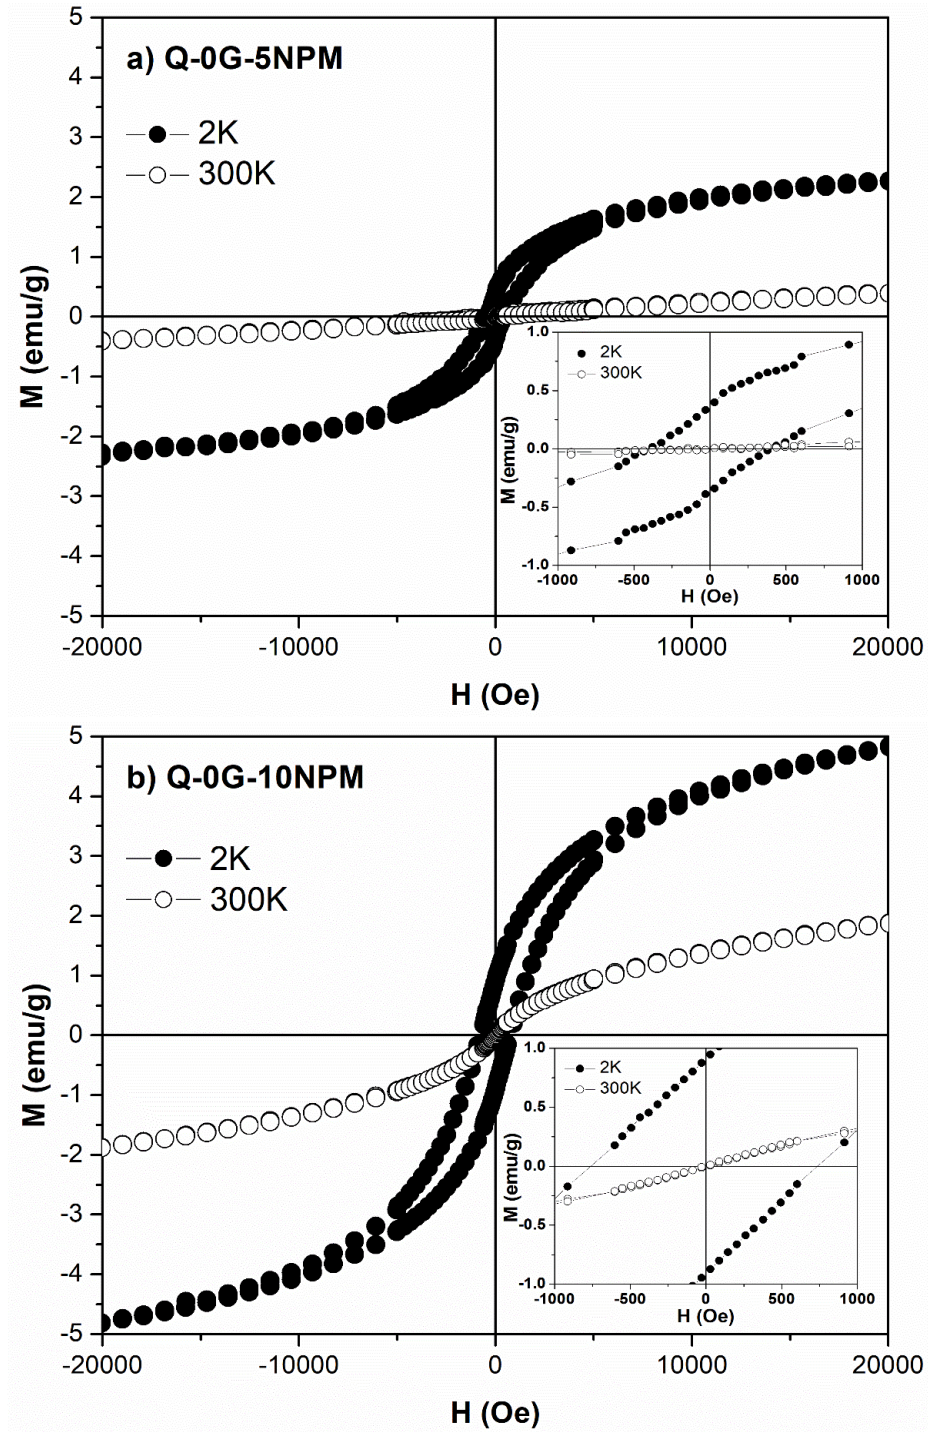 5
a) Q-0G-5NPM
4
2K
3
300K
2
1
0
-1
-2
-3
-4
-5
M (emu/g)
1.0
2K
300K
0.5
0.0
-0.5
-1.0
M (emu/g)
-1000 -500 0 500 1000
H (Oe)
-20000 -10000 0 10000 20000
H (Oe)
5
b) Q-0G-10NPM
4
2K
3
300K
2
1
0
-1
-2
-3
-4
-5
M (emu/g)
1.0
2K
300K
0.5
0.0
-0.5
-1.0
M (emu/g)
-1000 -500 0 500 1000
H (Oe)
-20000 -10000 0 10000 20000
H (Oe)